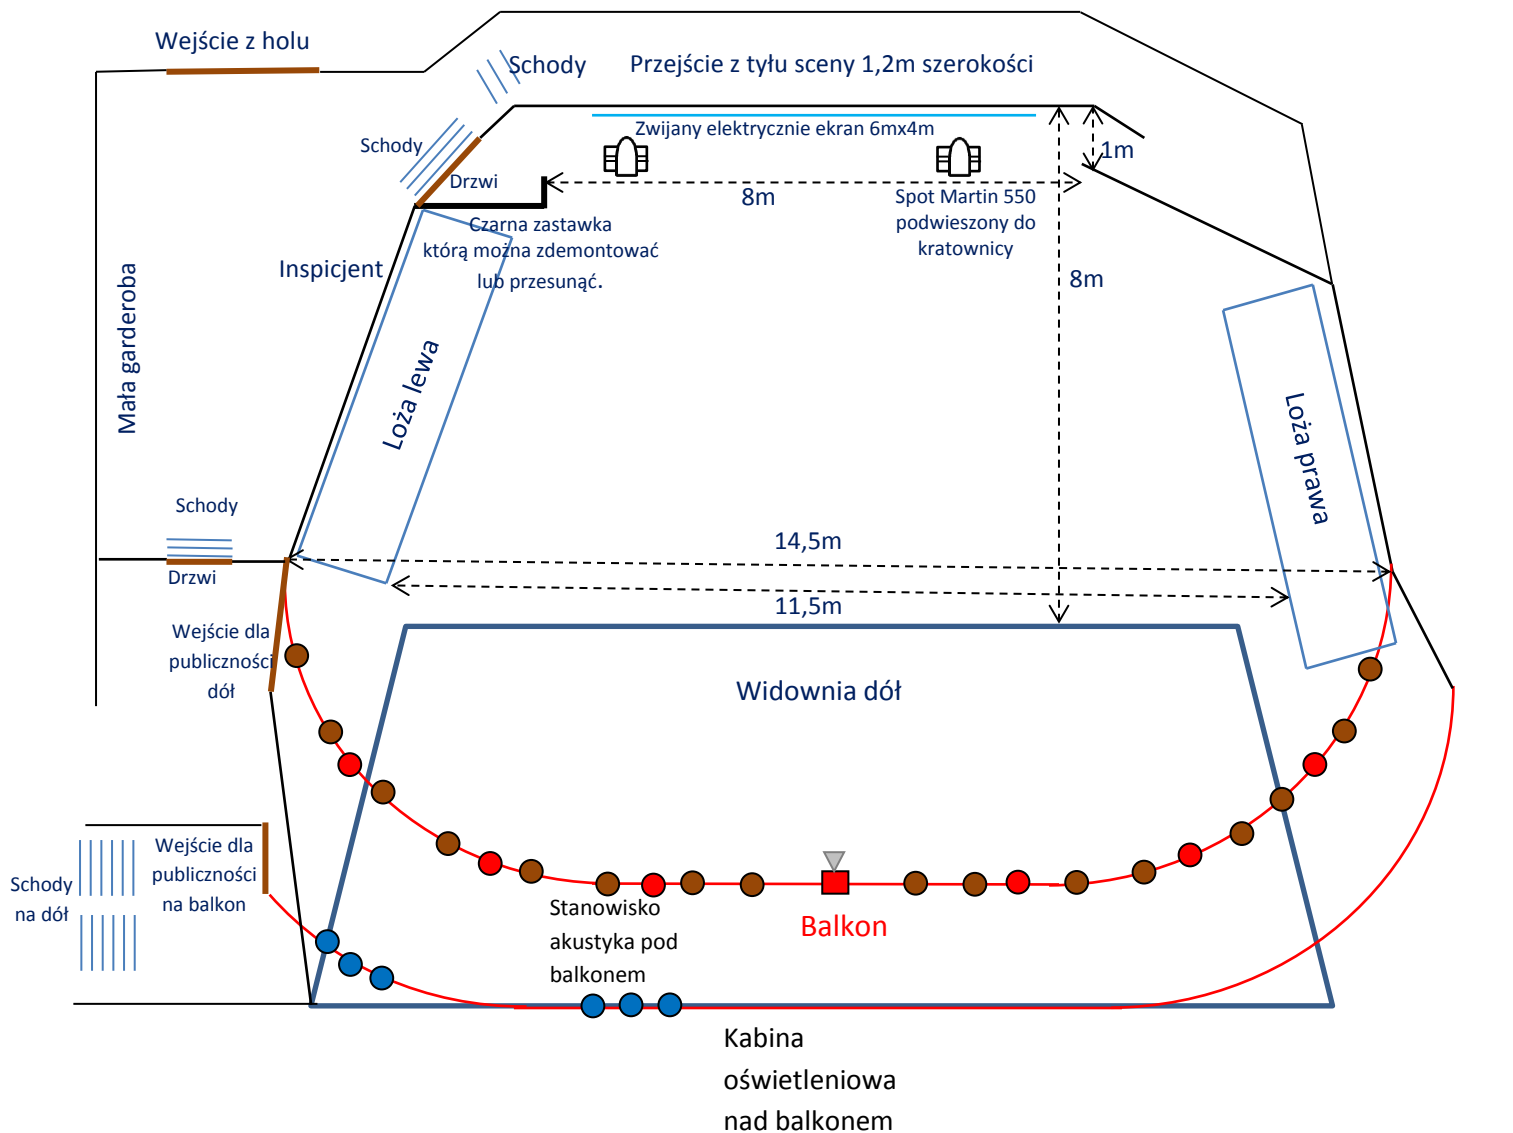 Wejście z holu
Schody
Przejście z tyłu sceny 1,2m szerokości
Zwijany elektrycznie ekran 6mx4m
Schody
1m
Drzwi
8m
Spot Martin 550
podwieszony do
kratownicy
Czarna zastawka
którą można zdemontować
lub przesunąć.
Inspicjent
8m
Mała garderoba
Loża lewa
Loża prawa
Schody
14,5m
Drzwi
11,5m
Wejście dla
publiczności
dół
Widownia dół
Wejście dla
publiczności
na balkon
Schody
na dół
Stanowisko
akustyka pod
balkonem
Balkon
Kabina
oświetleniowa
nad balkonem